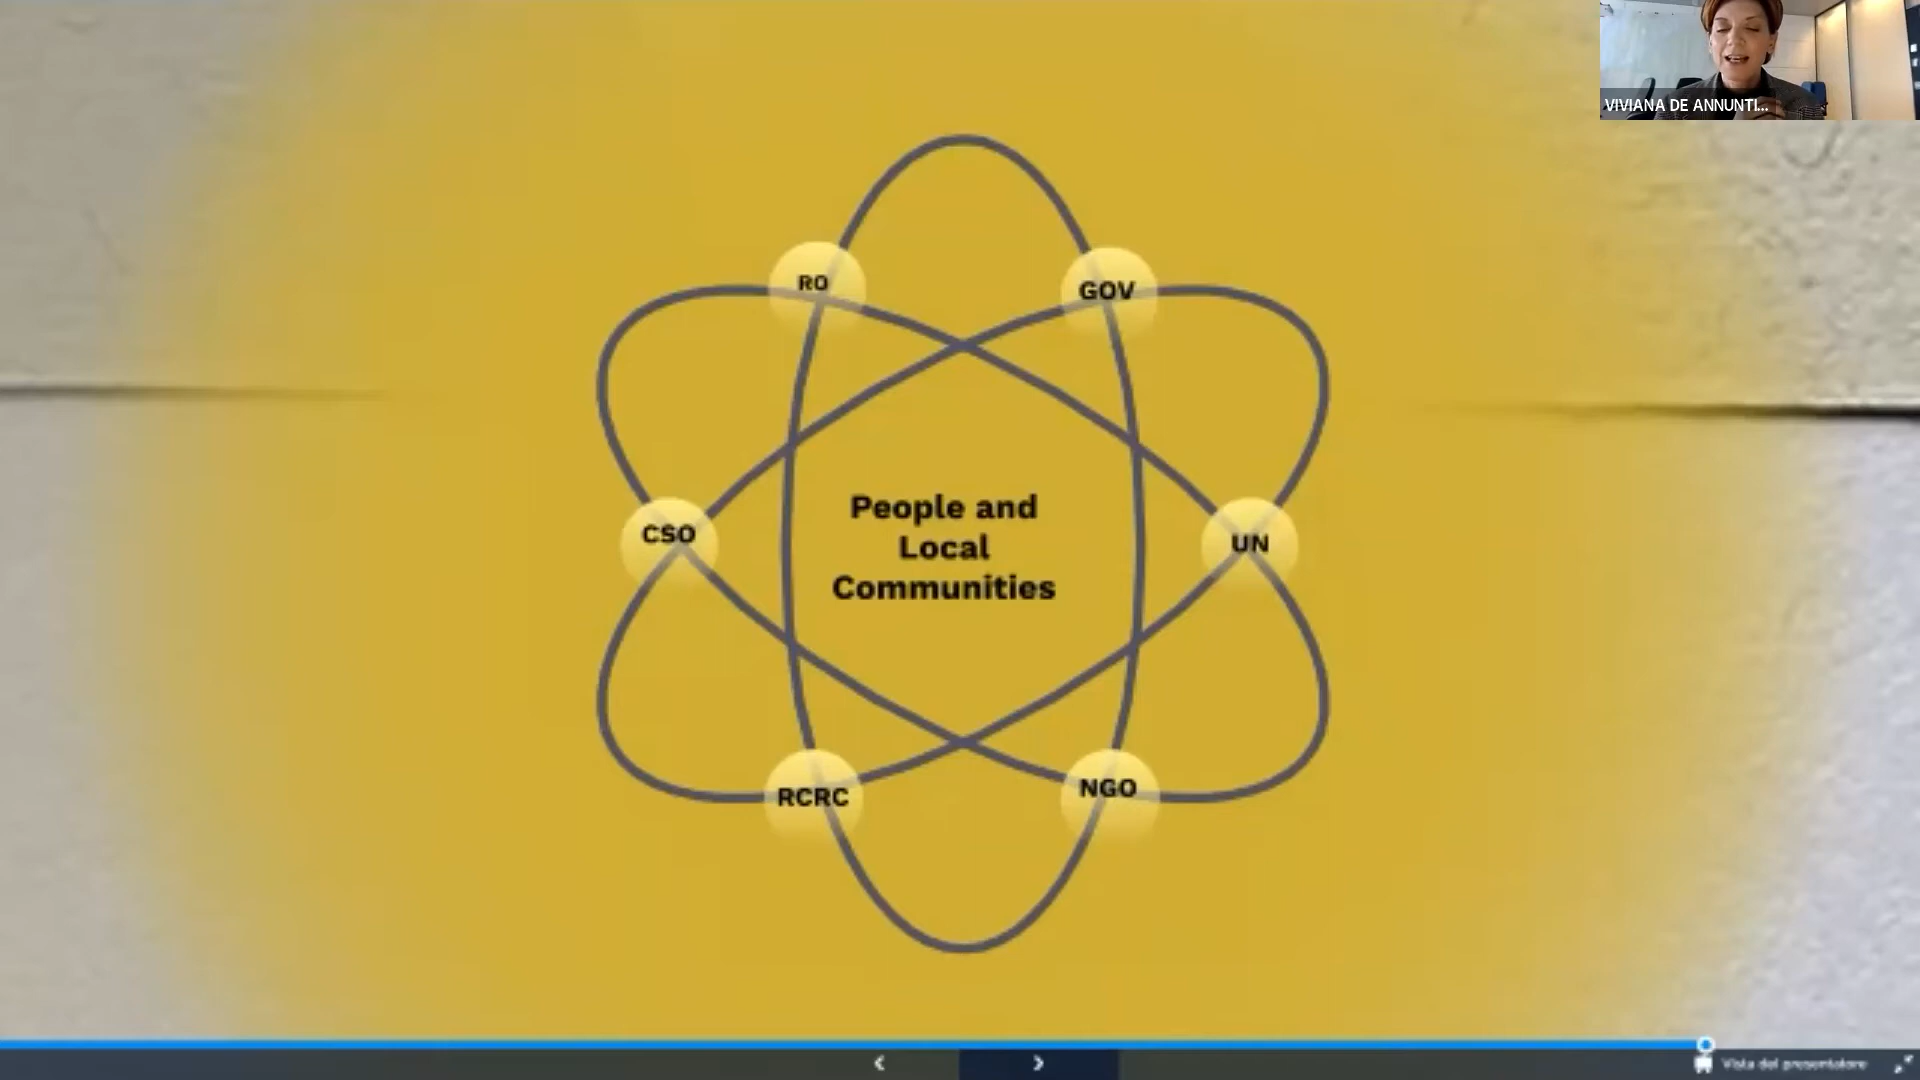 VIVIANA DE ANNUNTI...
RO
GOV
People and
Local
Communities
CSO
UN
RCRC
NGO
Vista del presentatore